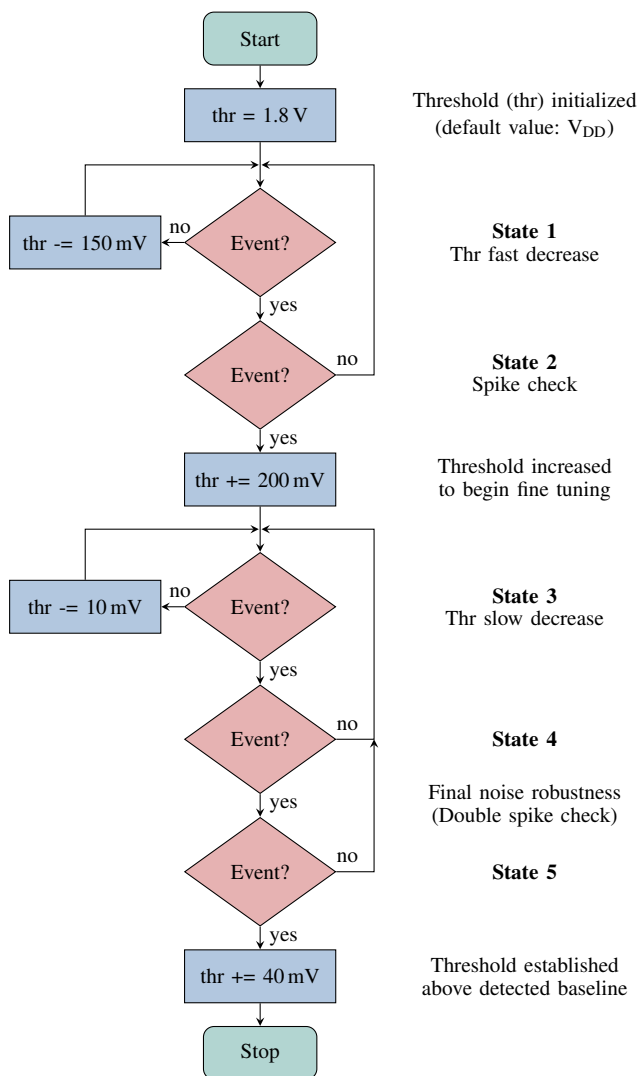 Start
thr = 1.8 V
Threshold (thr) initialized
(default value: V_DD)
thr -= 150 mV
no
Event?
State 1
Thr fast decrease
yes
Event?
no
State 2
Spike check
yes
thr += 200 mV
Threshold increased
to begin fine tuning
thr -= 10 mV
no
Event?
State 3
Thr slow decrease
yes
Event?
no
State 4
yes
Final noise robustness
(Double spike check)
Event?
no
State 5
yes
thr += 40 mV
Threshold established
above detected baseline
Stop